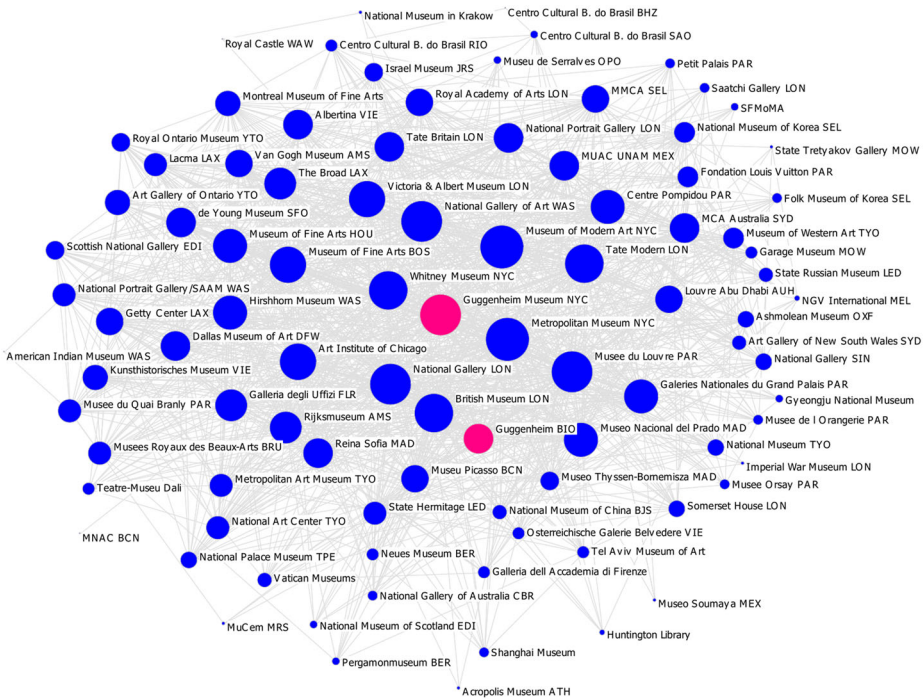 National Museum in Krakow
Centro Cultural B. do Brasil BHZ
Royal Castle WAW
Centro Cultural B. do Brasil RIO
Centro Cultural B. do Brasil SAO
Israel Museum JRS
Museu de Serralves OPO
Petit Palais PAR
Montreal Museum of Fine Arts
Royal Academy of Arts LON
MMCA SEL
Saatchi Gallery LON
SFMoMA
Albertina VIE
Royal Ontario Museum YTO
Tate Britain LON
National Portrait Gallery LON
National Museum of Korea SEL
State Tretyakov Gallery MOW
Lacma LAX
Van Gogh Museum AMS
The Broad LAX
MUAC UNAM MEX
Fondation Louis Vuitton PAR
Art Gallery of Ontario YTO
Victoria & Albert Museum LON
Centre Pompidou PAR
Folk Museum of Korea SEL
de Young Museum SFO
National Gallery of Art WAS
MCA Australia SYD
Museum of Fine Arts HOU
Museum of Modern Art NYC
Museum of Western Art TYO
Scottish National Gallery EDI
Museum of Fine Arts BOS
Tate Modern LON
Garage Museum MOW
State Russian Museum LED
Whitney Museum NYC
National Portrait Gallery/SAAM WAS
Louvre Abu Dhabi AUH
NGV International MEL
Hirshhorn Museum WAS
Guggenheim Museum NYC
Getty Center LAX
Ashmolean Museum OXF
Metropolitan Museum NYC
Dallas Museum of Art DFW
Art Gallery of New South Wales SYD
American Indian Museum WAS
Art Institute of Chicago
Musee du Louvre PAR
National Gallery SIN
Kunsthistorisches Museum VIE
National Gallery LON
Galeries Nationales du Grand Palais PAR
Galleria degli Uffizi FLR
Gyeongju National Museum
Musee du Quai Branly PAR
British Museum LON
Rijksmuseum AMS
Musee de l Orangerie PAR
Guggenheim BIO
Museo Nacional del Prado MAD
Musees Royaux des Beaux-Arts BRU
Reina Sofia MAD
National Museum TYO
Imperial War Museum LON
Museu Picasso BCN
Metropolitan Art Museum TYO
Museo Thyssen-Bornemisza MAD
Teatre-Museu Dali
Musee Orsay PAR
State Hermitage LED
National Museum of China BJS
Somerset House LON
National Art Center TYO
MNAC BCN
Osterreichische Galerie Belvedere VIE
National Palace Museum TPE
Neues Museum BER
Tel Aviv Museum of Art
Vatican Museums
Galleria dell Accademia di Firenze
National Gallery of Australia CBR
Museo Soumaya MEX
MuCem MRS
National Museum of Scotland EDI
Huntington Library
Shanghai Museum
Pergamonmuseum BER
Acropolis Museum ATH